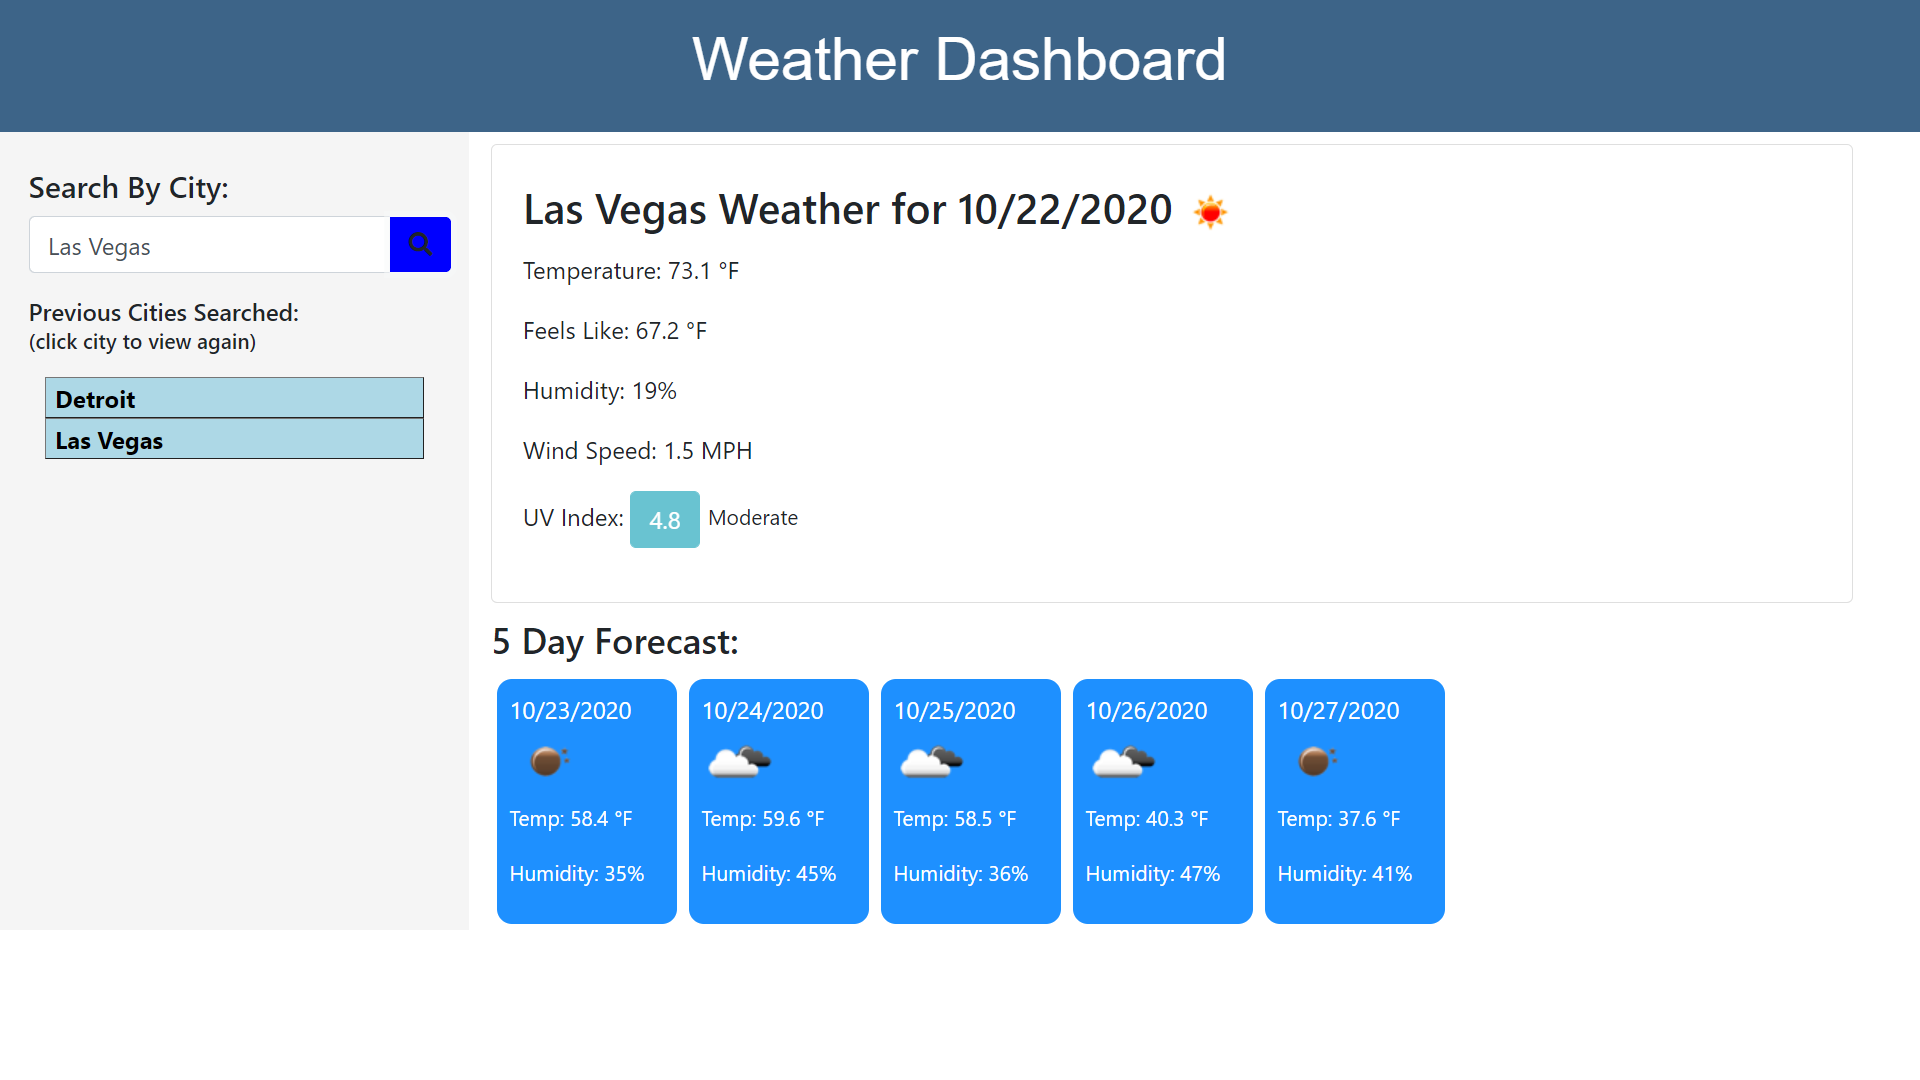 Weather Dashboard
Search By City:
Las Vegas
Previous Cities Searched:
(click city to view again)
Detroit
Las Vegas
Las Vegas Weather for 10/22/2020
Temperature: 73.1 °F
Feels Like: 67.2 °F
Humidity: 19%
Wind Speed: 1.5 MPH
UV Index: 4.8 Moderate
5 Day Forecast:
10/23/2020
Temp: 58.4 °F
Humidity: 35%
10/24/2020
Temp: 59.6 °F
Humidity: 45%
10/25/2020
Temp: 58.5 °F
Humidity: 36%
10/26/2020
Temp: 40.3 °F
Humidity: 47%
10/27/2020
Temp: 37.6 °F
Humidity: 41%